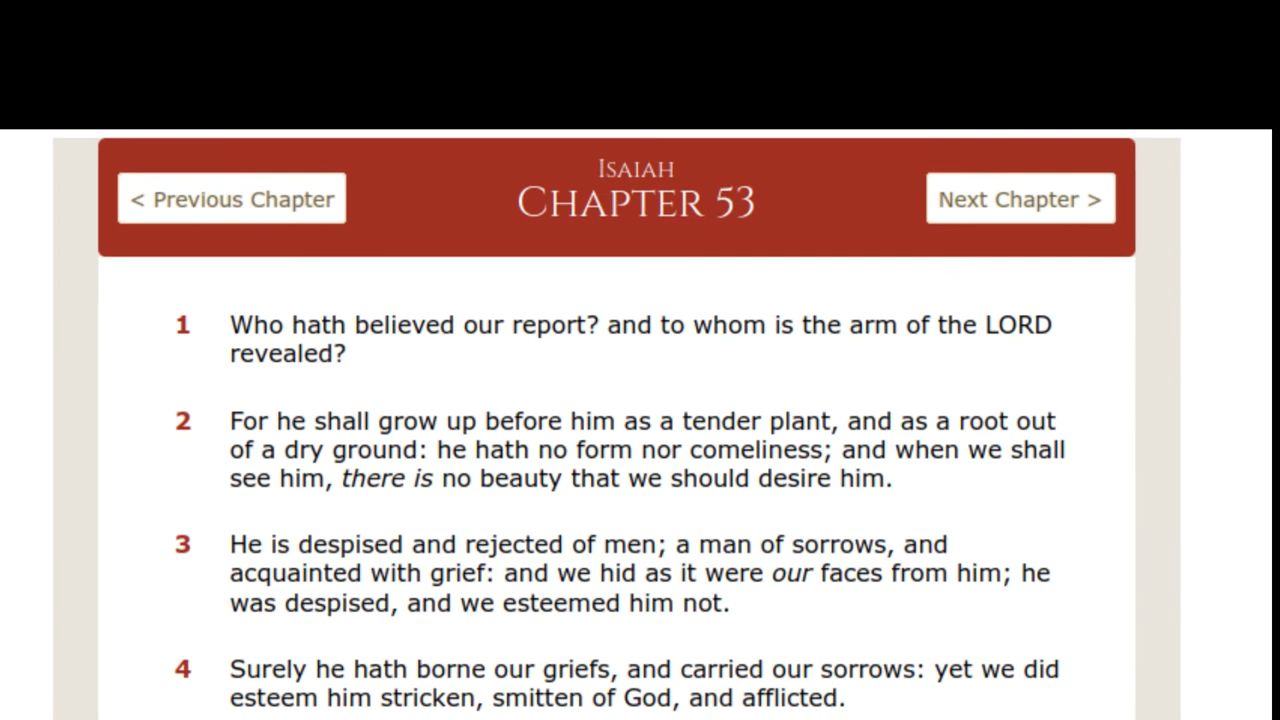 Isaiah
< Previous Chapter
Chapter 53
Next Chapter >
1 Who hath believed our report? and to whom is the arm of the LORD
revealed?
2 For he shall grow up before him as a tender plant, and as a root out
of a dry ground: he hath no form nor comeliness; and when we shall
see him, there is no beauty that we should desire him.
3 He is despised and rejected of men; a man of sorrows, and
acquainted with grief: and we hid as it were our faces from him; he
was despised, and we esteemed him not.
4 Surely he hath borne our griefs, and carried our sorrows: yet we did
esteem him stricken, smitten of God, and afflicted.